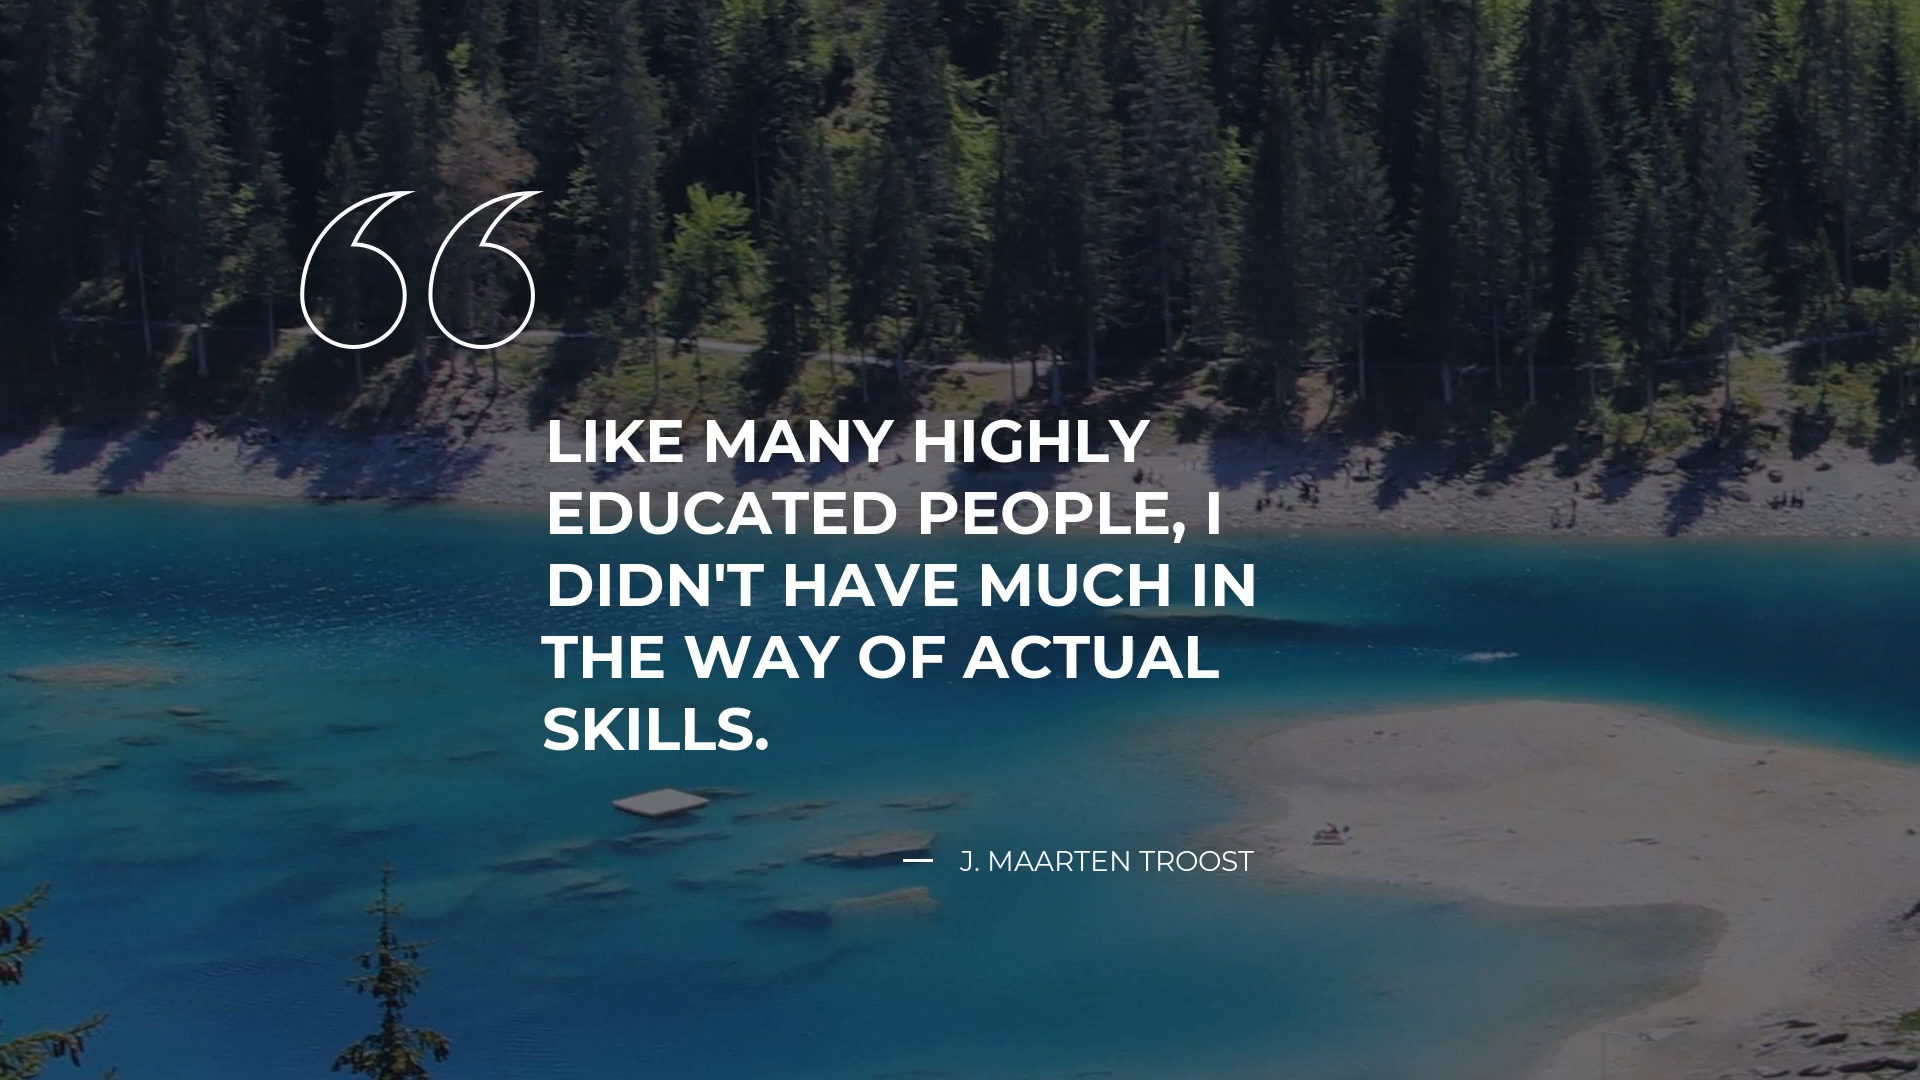 LIKE MANY HIGHLY
EDUCATED PEOPLE, I
DIDN'T HAVE MUCH IN
THE WAY OF ACTUAL
SKILLS.
— J. MAARTEN TROOST